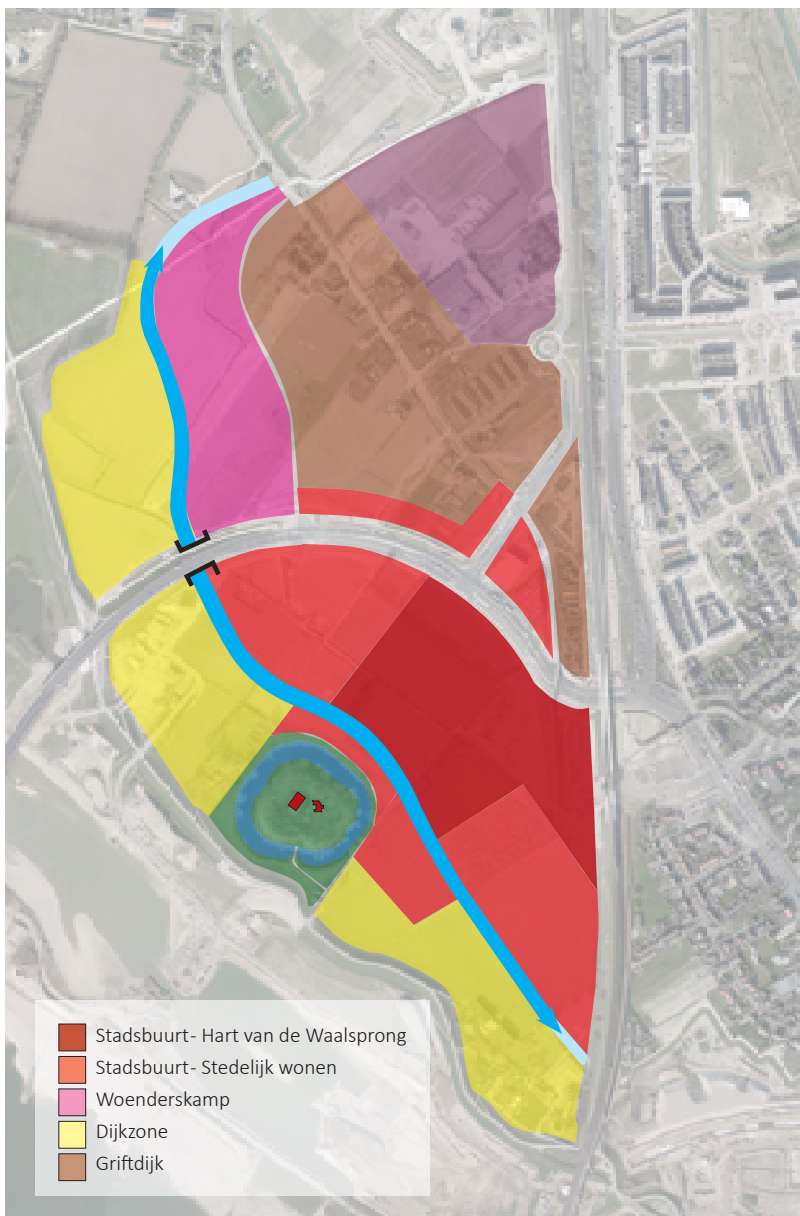 Stadsbuurt- Hart van de Waalsprong
Stadsbuurt- Stedelijk wonen
Woenderskamp
Dijkzone
Griftdijk